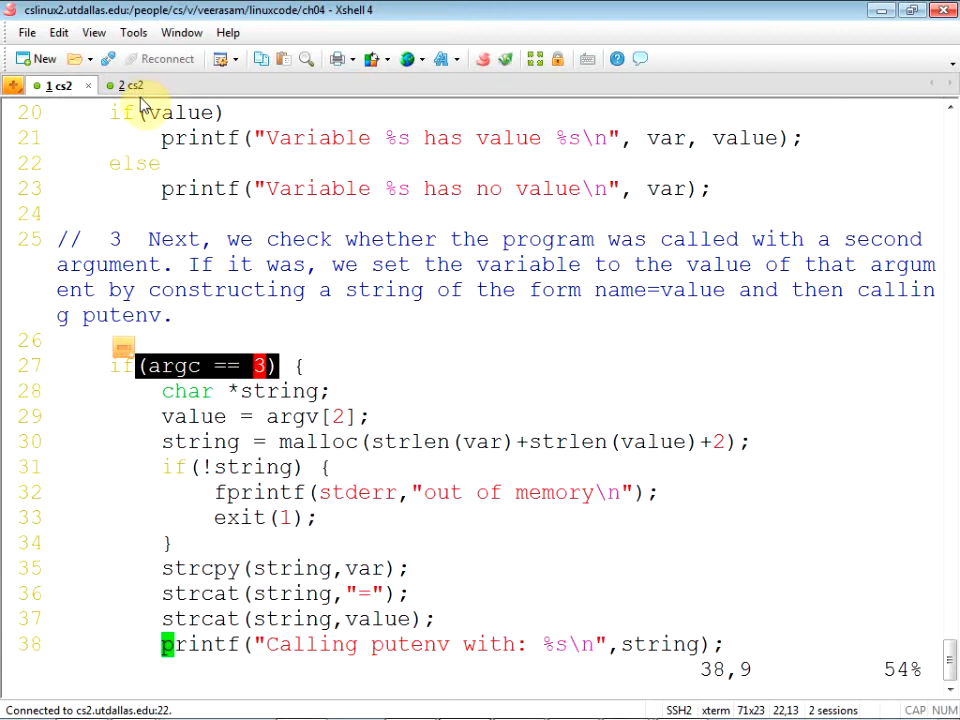 cslinux2.utdallas.edu:/people/cs/v/veerasam/linuxcode/ch04 - Xshell 4
File Edit View Tools Window Help
New Reconnect
1 cs2 × 2 cs2
20 if(value)
21 printf("Variable %s has value %s\n", var, value);
22 else
23 printf("Variable %s has no value\n", var);
24
25 // 3 Next, we check whether the program was called with a second
argument. If it was, we set the variable to the value of that argum
ent by constructing a string of the form name=value and then callin
g putenv.
26
27 if(argc == 3) {
28 char *string;
29 value = argv[2];
30 string = malloc(strlen(var)+strlen(value)+2);
31 if(!string) {
32 fprintf(stderr,"out of memory\n");
33 exit(1);
34 }
35 strcpy(string,var);
36 strcat(string,"=");
37 strcat(string,value);
38 printf("Calling putenv with: %s\n",string);
38,9 54%
Connected to cs2.utdallas.edu:22. SSH2 xterm 71x23 22,13 2 sessions CAP NUM